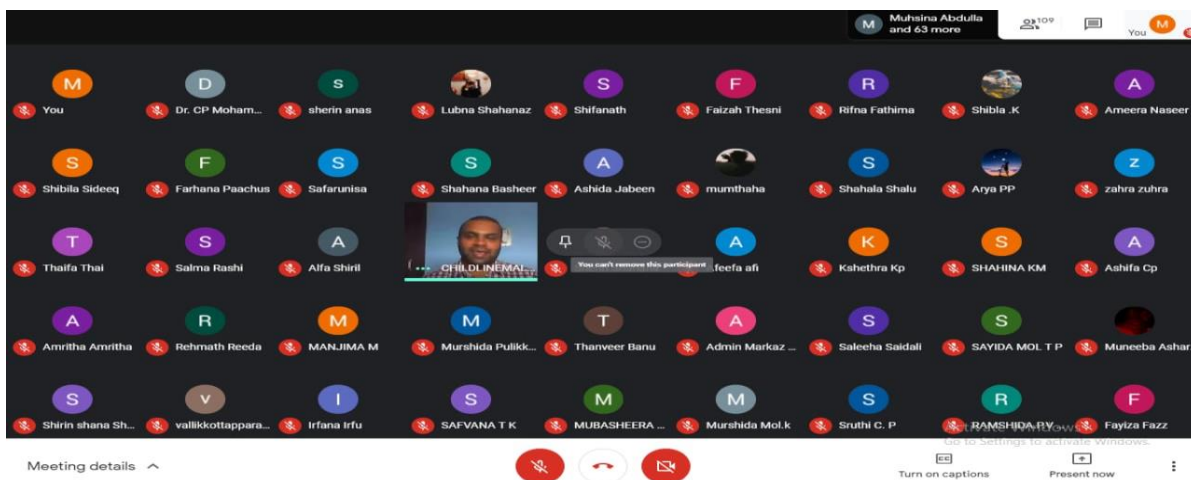 M
Muhsina Abdulla
and 63 more
109
You
M
M D s S F R A
You Dr. CP Moham... sherin anas Lubna Shahanaz Shifanath Faizah Thesni Rifna Fathima Shibla .K Ameera Naseer
S F S S A S z
Shibila Sideeq Farhana Paachus Safarunisa Shahana Basheer Ashida Jabeen mumthaha Shahala Shalu Arya PP zahra zuhra
T S A A K S A
You can't remove this participant
Thaifa Thai Salma Rashi Alfa Shiril CHILDLINEMAL... feefa afi Kshethra Kp SHAHINA KM Ashifa Cp
A R M M T A S S
Amritha Amritha Rehmath Reeda MANJIMA M Murshida Pulikk... Thanveer Banu Admin Markaz ... Saleeha Saidali SAYIDA MOL T P Muneeba Ashar
S v I S M M S R F
Shirin shana Sh... vallikkottappara... Irfana Irfu SAFVANA T K MUBASHEERA ... Murshida Mol.k Sruthi C. P RAMSHIDA.P.V Fayiza Fazz
Activate Windows
Go to Settings to activate Windows.
Meeting details
Turn on captions
Present now